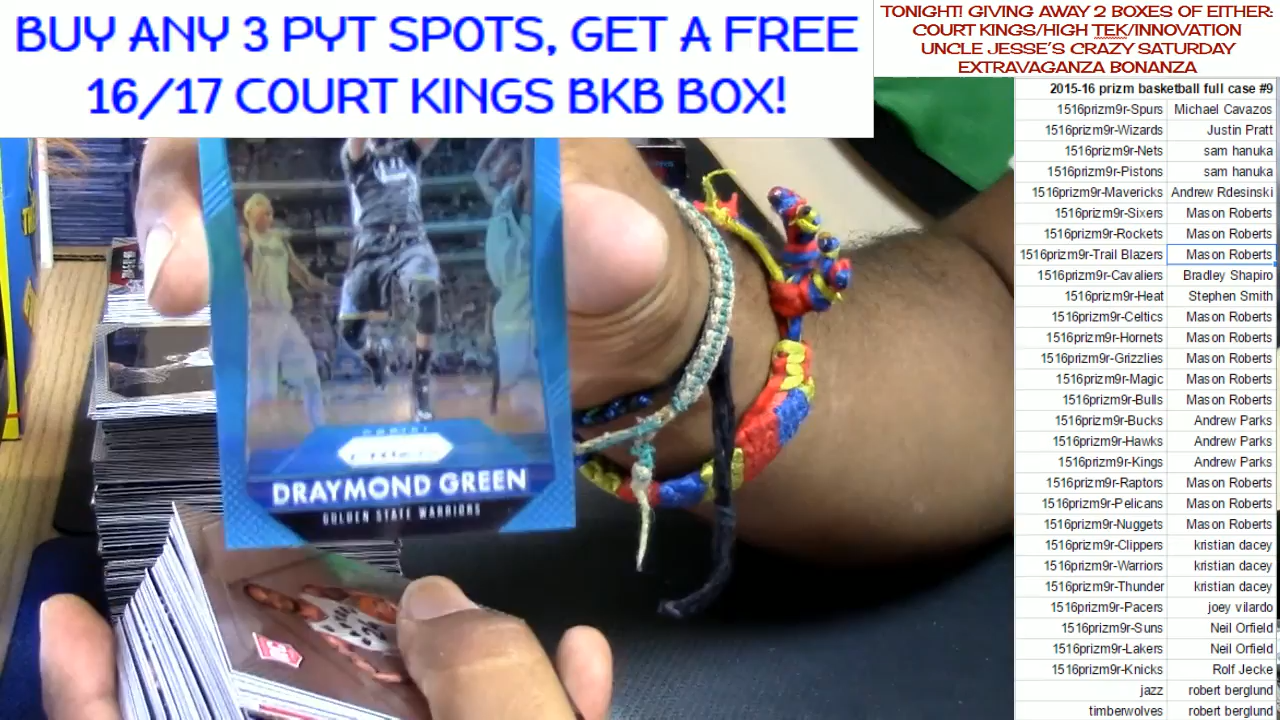 BUY ANY 3 PYT SPOTS, GET A FREE
16/17 COURT KINGS BKB BOX!
TONIGHT! GIVING AWAY 2 BOXES OF EITHER:
COURT KINGS/HIGH TEK/INNOVATION
UNCLE JESSE'S CRAZY SATURDAY
EXTRAVAGANZA BONANZA
2015-16 prizm basketball full case #9
1516prizm9r-Spurs Michael Cavazos
1516prizm9r-Wizards Justin Pratt
1516prizm9r-Nets sam hanuka
1516prizm9r-Pistons sam hanuka
1516prizm9r-Mavericks Andrew Rdesinski
1516prizm9r-Sixers Mason Roberts
1516prizm9r-Rockets Mason Roberts
1516prizm9r-Trail Blazers Mason Roberts
1516prizm9r-Cavaliers Bradley Shapiro
1516prizm9r-Heat Stephen Smith
1516prizm9r-Celtics Mason Roberts
1516prizm9r-Hornets Mason Roberts
1516prizm9r-Grizzlies Mason Roberts
1516prizm9r-Magic Mason Roberts
1516prizm9r-Bulls Mason Roberts
1516prizm9r-Bucks Andrew Parks
1516prizm9r-Hawks Andrew Parks
1516prizm9r-Kings Andrew Parks
1516prizm9r-Raptors Mason Roberts
1516prizm9r-Pelicans Mason Roberts
1516prizm9r-Nuggets Mason Roberts
1516prizm9r-Clippers kristian dacey
1516prizm9r-Warriors kristian dacey
1516prizm9r-Thunder kristian dacey
1516prizm9r-Pacers joey vilardo
1516prizm9r-Suns Neil Orfield
1516prizm9r-Lakers Neil Orfield
1516prizm9r-Knicks Rolf Jecke
jazz robert berglund
timberwolves robert berglund
DRAYMOND GREEN
GOLDEN STATE WARRIORS